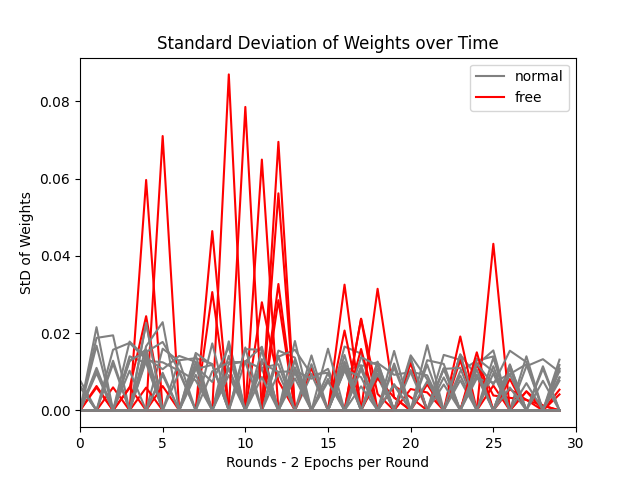 Standard Deviation of Weights over Time
normal
free
StD of Weights
0.08
0.06
0.04
0.02
0.00
0 5 10 15 20 25 30
Rounds - 2 Epochs per Round